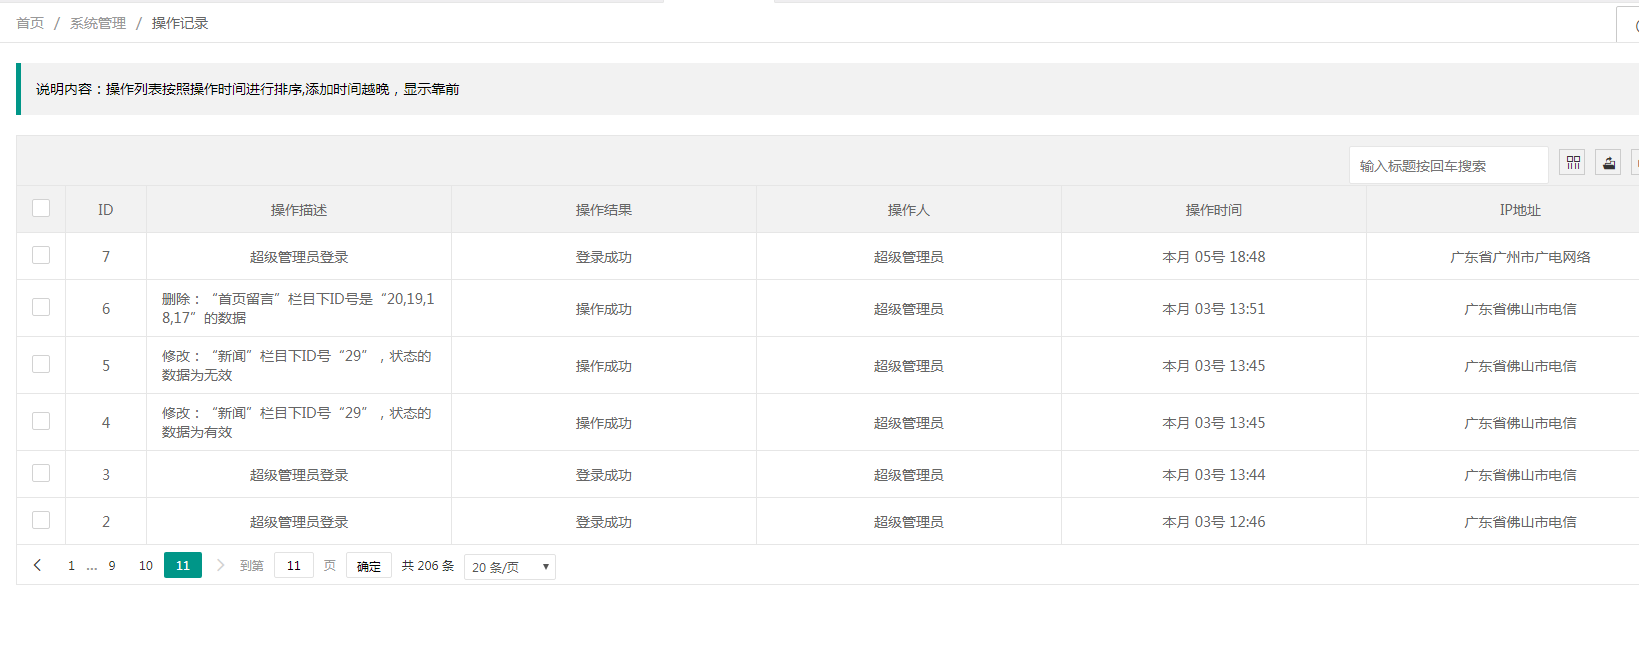 首页 / 系统管理 / 操作记录
说明内容：操作列表按照操作时间进行排序,添加时间越晚，显示靠前
输入标题按回车搜索
ID 操作描述 操作结果 操作人 操作时间 IP地址
7 超级管理员登录 登录成功 超级管理员 本月 05号 18:48 广东省广州市广电网络
6 删除：“首页留言”栏目下ID号是“20,19,1
8,17”的数据 操作成功 超级管理员 本月 03号 13:51 广东省佛山市电信
5 修改：“新闻”栏目下ID号“29”，状态的
数据为无效 操作成功 超级管理员 本月 03号 13:45 广东省佛山市电信
4 修改：“新闻”栏目下ID号“29”，状态的
数据为有效 操作成功 超级管理员 本月 03号 13:45 广东省佛山市电信
3 超级管理员登录 登录成功 超级管理员 本月 03号 13:44 广东省佛山市电信
2 超级管理员登录 登录成功 超级管理员 本月 03号 12:46 广东省佛山市电信
1 … 9 10 11 到第 11 页 确定 共 206 条 20 条/页